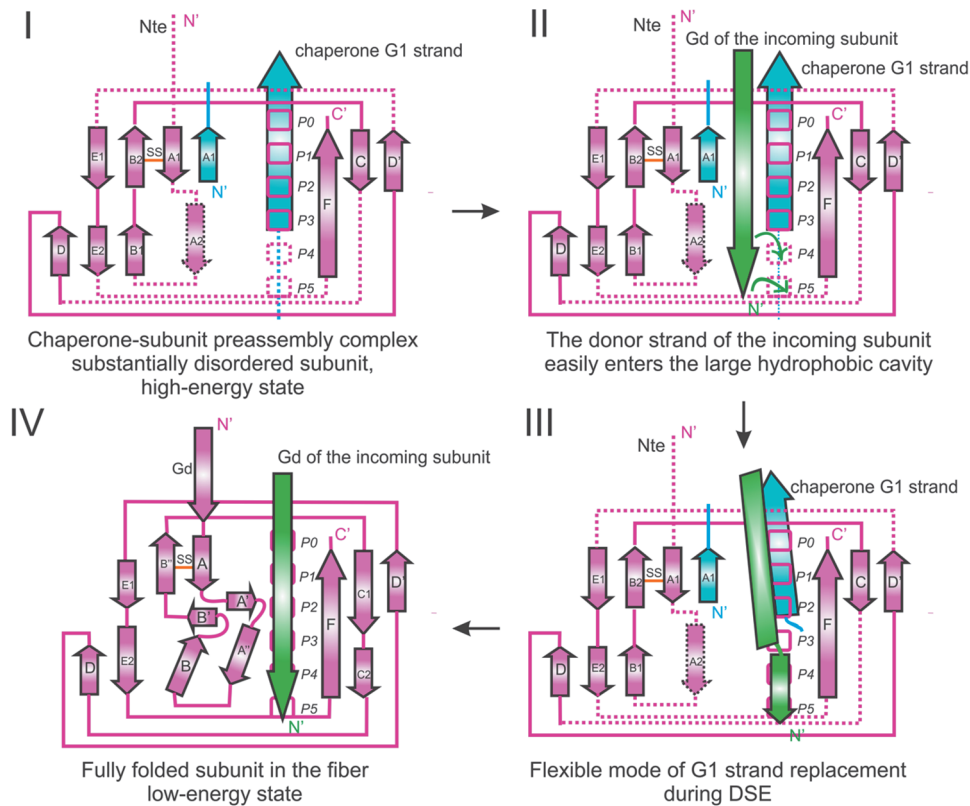 I
Nte
N'
chaperone G1 strand
C'
P0
E1
B2
SS
A1
A1
P1
C
D'
P2
N'
P3
F
D
E2
B1
A2
P4
P5
Chaperone-subunit preassembly complex
substantially disordered subunit,
high-energy state
II
N'
Nte
Gd of the incoming subunit
chaperone G1 strand
C'
P0
E1
B2
SS
A1
A1
P1
C
D'
P2
N'
P3
F
D
E2
B1
A2
P4
P5
N'
The donor strand of the incoming subunit
easily enters the large hydrophobic cavity
III
N'
Nte
chaperone G1 strand
C'
P0
E1
B2
SS
A1
A1
P1
C
D'
P2
N'
P3
F
D
E2
B1
A2
P4
P5
N'
Flexible mode of G1 strand replacement
during DSE
IV
N'
Gd
Gd of the incoming subunit
C'
P0
B"
SS
A
E1
P1
D'
A'
C1
B'
P2
F
P3
D
E2
B
A"
P4
C2
P5
N'
Fully folded subunit in the fiber
low-energy state